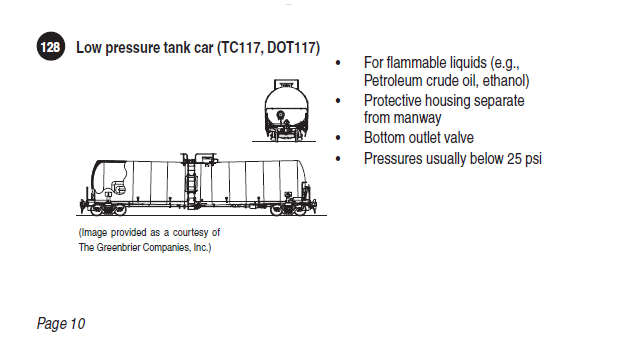 128 Low pressure tank car (TC117, DOT117)
• For flammable liquids (e.g.,
Petroleum crude oil, ethanol)
• Protective housing separate
from manway
• Bottom outlet valve
• Pressures usually below 25 psi
(Image provided as a courtesy of
The Greenbrier Companies, Inc.)
Page 10